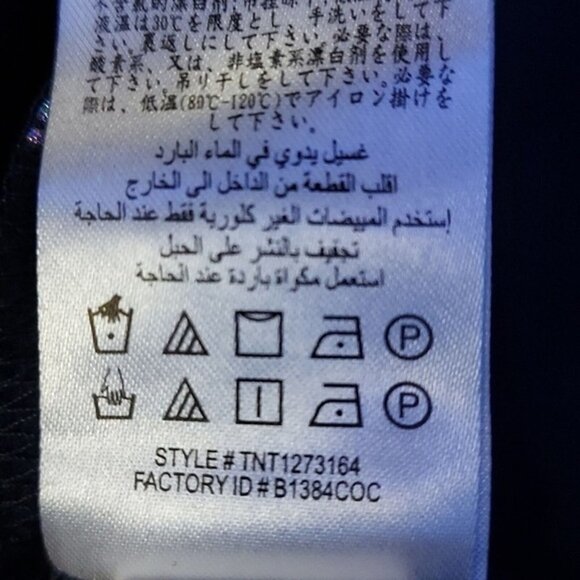 液温は30℃を限度とし、手洗いをして下
さい。裏返しにして下さい。必要な際は、
酸素系、又は、非塩素系漂白剤を使用し
て下さい。吊り干しをして下さい。必要な
際は、低温(80℃-120℃)でアイロン掛けを
して下さい。
غسيل يدوي في الماء البارد
اقلب القطعة من الداخل الى الخارج
إستخدم المبيضات الغير كلورية فقط عند الحاجة
تجفيف بالنشر على الحبل
استعمل مكواة باردة عند الحاجة
P
P
STYLE # TNT1273164
FACTORY ID # B1384COC